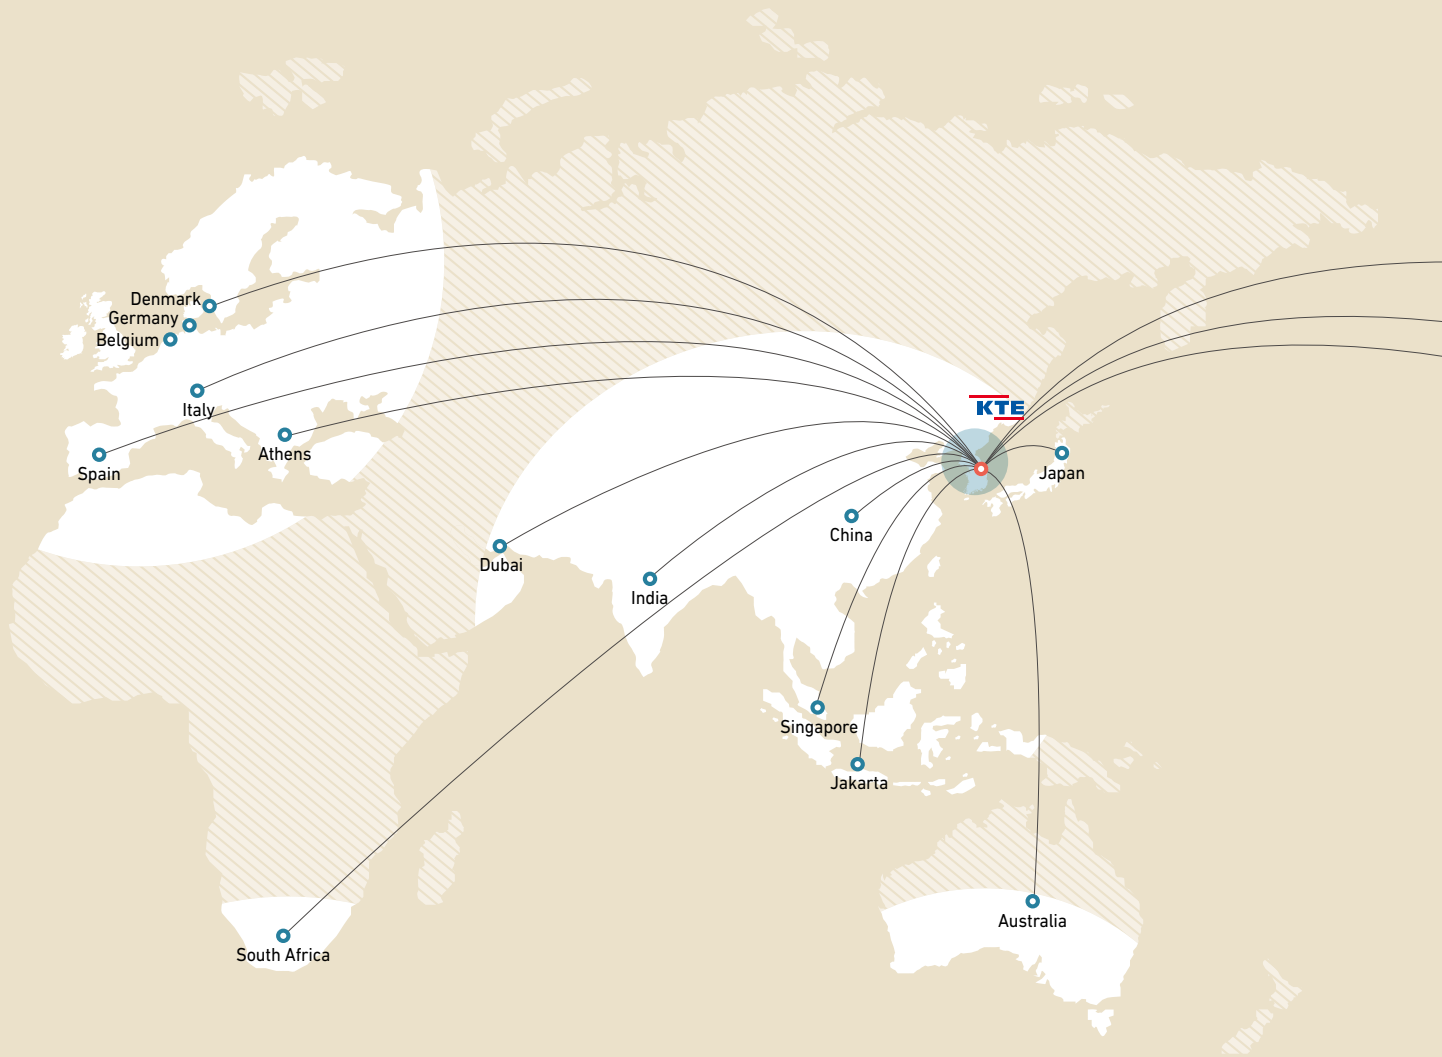 Denmark
Germany
Belgium
Italy
Athens
Spain
KTE
Japan
China
Dubai
India
Singapore
Jakarta
Australia
South Africa